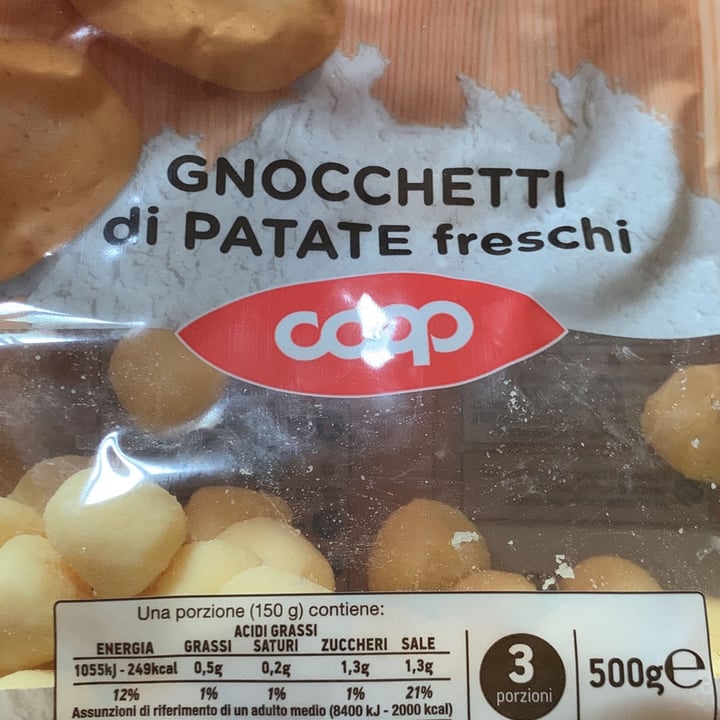 GNOCCHETTI
di PATATE freschi
coop
Una porzione (150 g) contiene:
ENERGIA GRASSI ACIDI GRASSI SATURI ZUCCHERI SALE
1055kJ - 249kcal 0,5g 0,2g 1,3g 1,3g
12% 1% 1% 1% 21%
Assunzioni di riferimento di un adulto medio (8400 kJ - 2000 kcal)
3
porzioni
500g℮